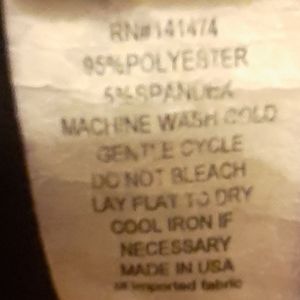 RN#141474
95%POLYESTER
5%SPANDEX
MACHINE WASH COLD
GENTLE CYCLE
DO NOT BLEACH
LAY FLAT TO DRY
COOL IRON IF
NECESSARY
MADE IN USA
of imported fabric